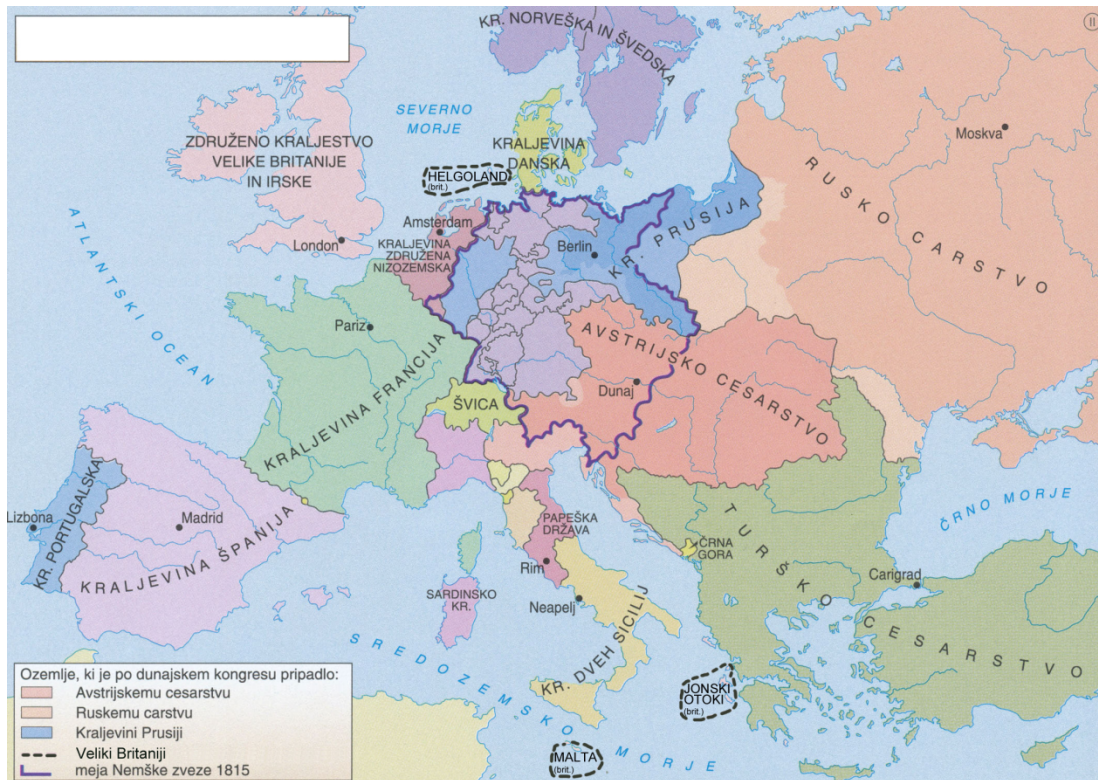 II
KR. NORVEŠKA IN ŠVEDSKA
SEVERNO
MORJE
ZDRUŽENO KRALJESTVO
VELIKE BRITANIJE
IN IRSKE
KRALJEVINA
DANSKA
Moskva
RUSKO CARSTVO
HELGOLAND
(brit.)
ATLANTSKI OCEAN
London
Amsterdam
KRALJEVINA
ZDRUŽENA
NIZOZEMSKA
Berlin
KR. PRUSIJA
Pariz
KRALJEVINA FRANCIJA
AVSTRIJSKO CESARSTVO
Dunaj
ŠVICA
KR. PORTUGALSKA
Lizbona
Madrid
KRALJEVINA ŠPANIJA
PAPEŠKA
DRŽAVA
Rim
ČRNA
GORA
ČRNO MORJE
TURŠKO CESARSTVO
Carigrad
SARDINSKO
KR.
Neapelj
KR. DVEH SICILIJ
SREDOZEMSKO MORJE
JONSKI
OTOKI
(brit.)
MALTA
(brit.)
Ozemlje, ki je po dunajskem kongresu pripadlo:
Avstrijskemu cesarstvu
Ruskemu carstvu
Kraljevini Prusiji
Veliki Britaniji
meja Nemške zveze 1815